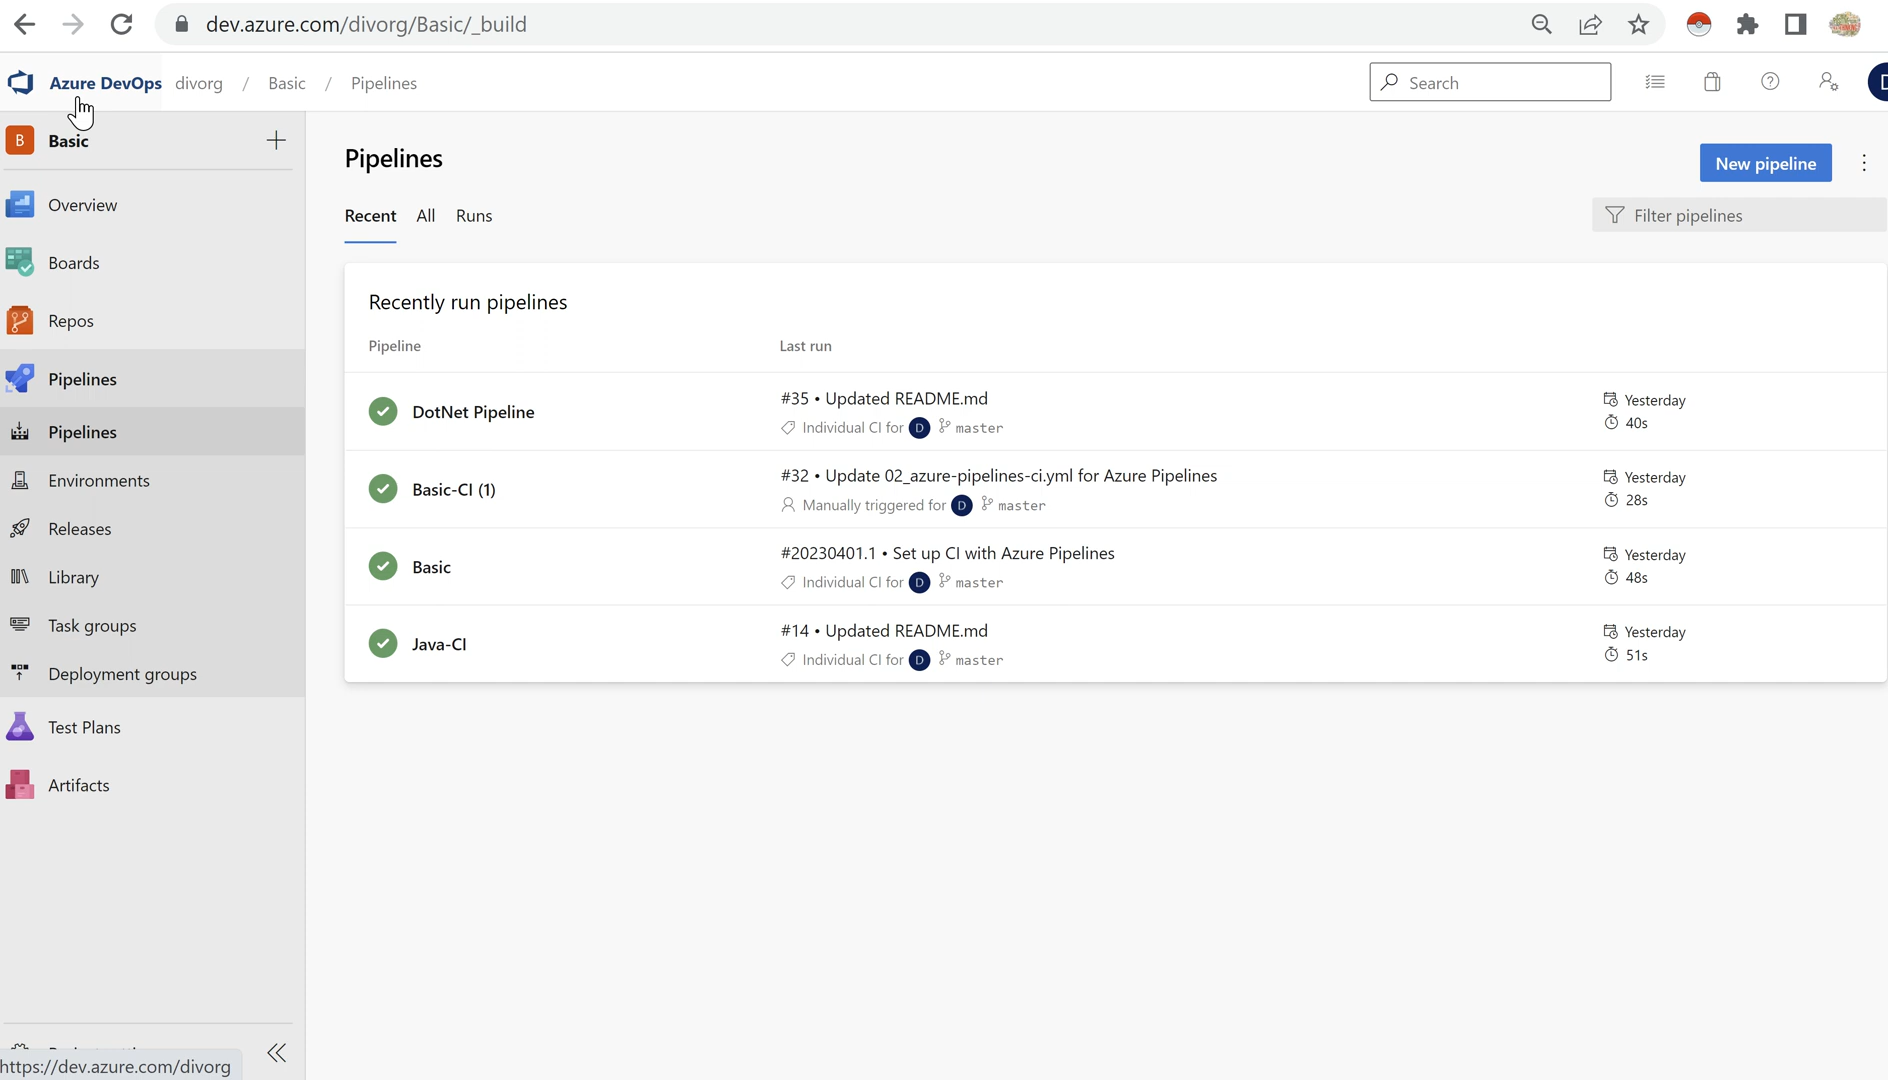 dev.azure.com/divorg/Basic/_build
Azure DevOps divorg / Basic / Pipelines
Search
D
B Basic
Overview
Boards
Repos
Pipelines
Pipelines
Environments
Releases
Library
Task groups
Deployment groups
Test Plans
Artifacts
https://dev.azure.com/divorg
Pipelines
New pipeline
Recent All Runs
Filter pipelines
Recently run pipelines
Pipeline Last run
DotNet Pipeline
#35 • Updated README.md
Individual CI for D master
Yesterday
40s
Basic-CI (1)
#32 • Update 02_azure-pipelines-ci.yml for Azure Pipelines
Manually triggered for D master
Yesterday
28s
Basic
#20230401.1 • Set up CI with Azure Pipelines
Individual CI for D master
Yesterday
48s
Java-CI
#14 • Updated README.md
Individual CI for D master
Yesterday
51s